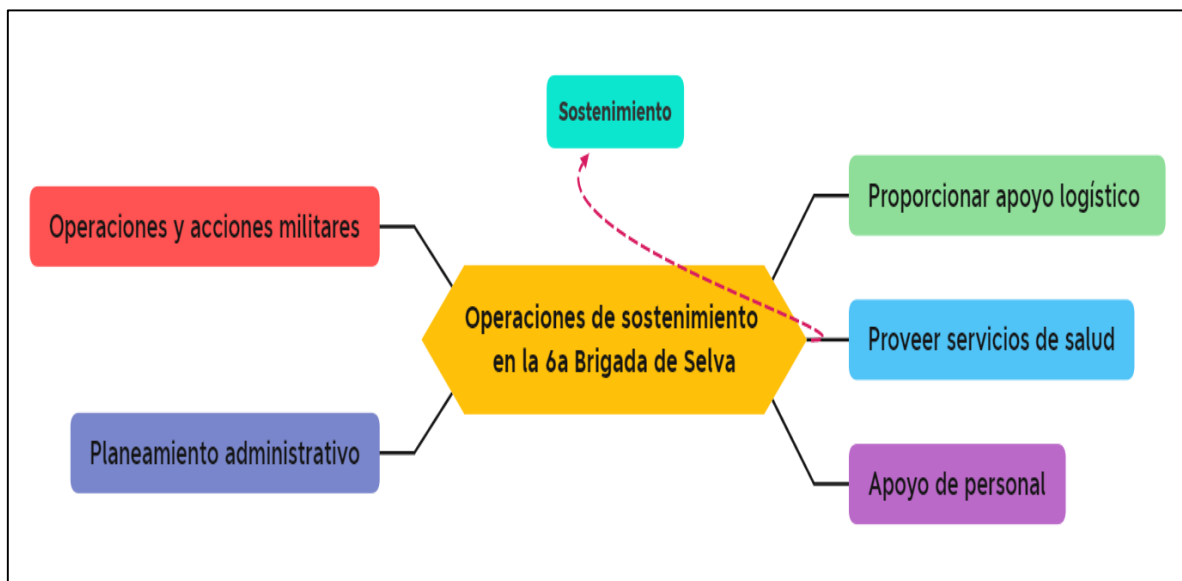 Sostenimiento
Operaciones y acciones militares
Proporcionar apoyo logístico
Operaciones de sostenimiento
en la 6a Brigada de Selva
Proveer servicios de salud
Planeamiento administrativo
Apoyo de personal